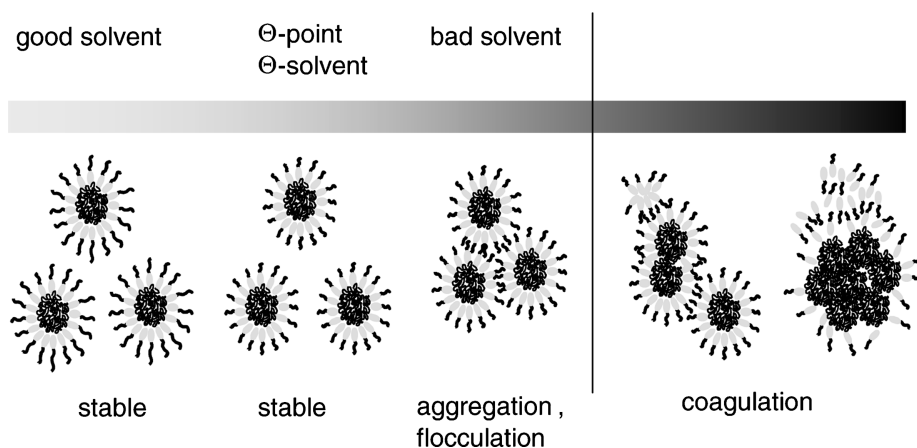 good solvent
Θ-point
Θ-solvent
bad solvent
stable
stable
aggregation ,
flocculation
coagulation